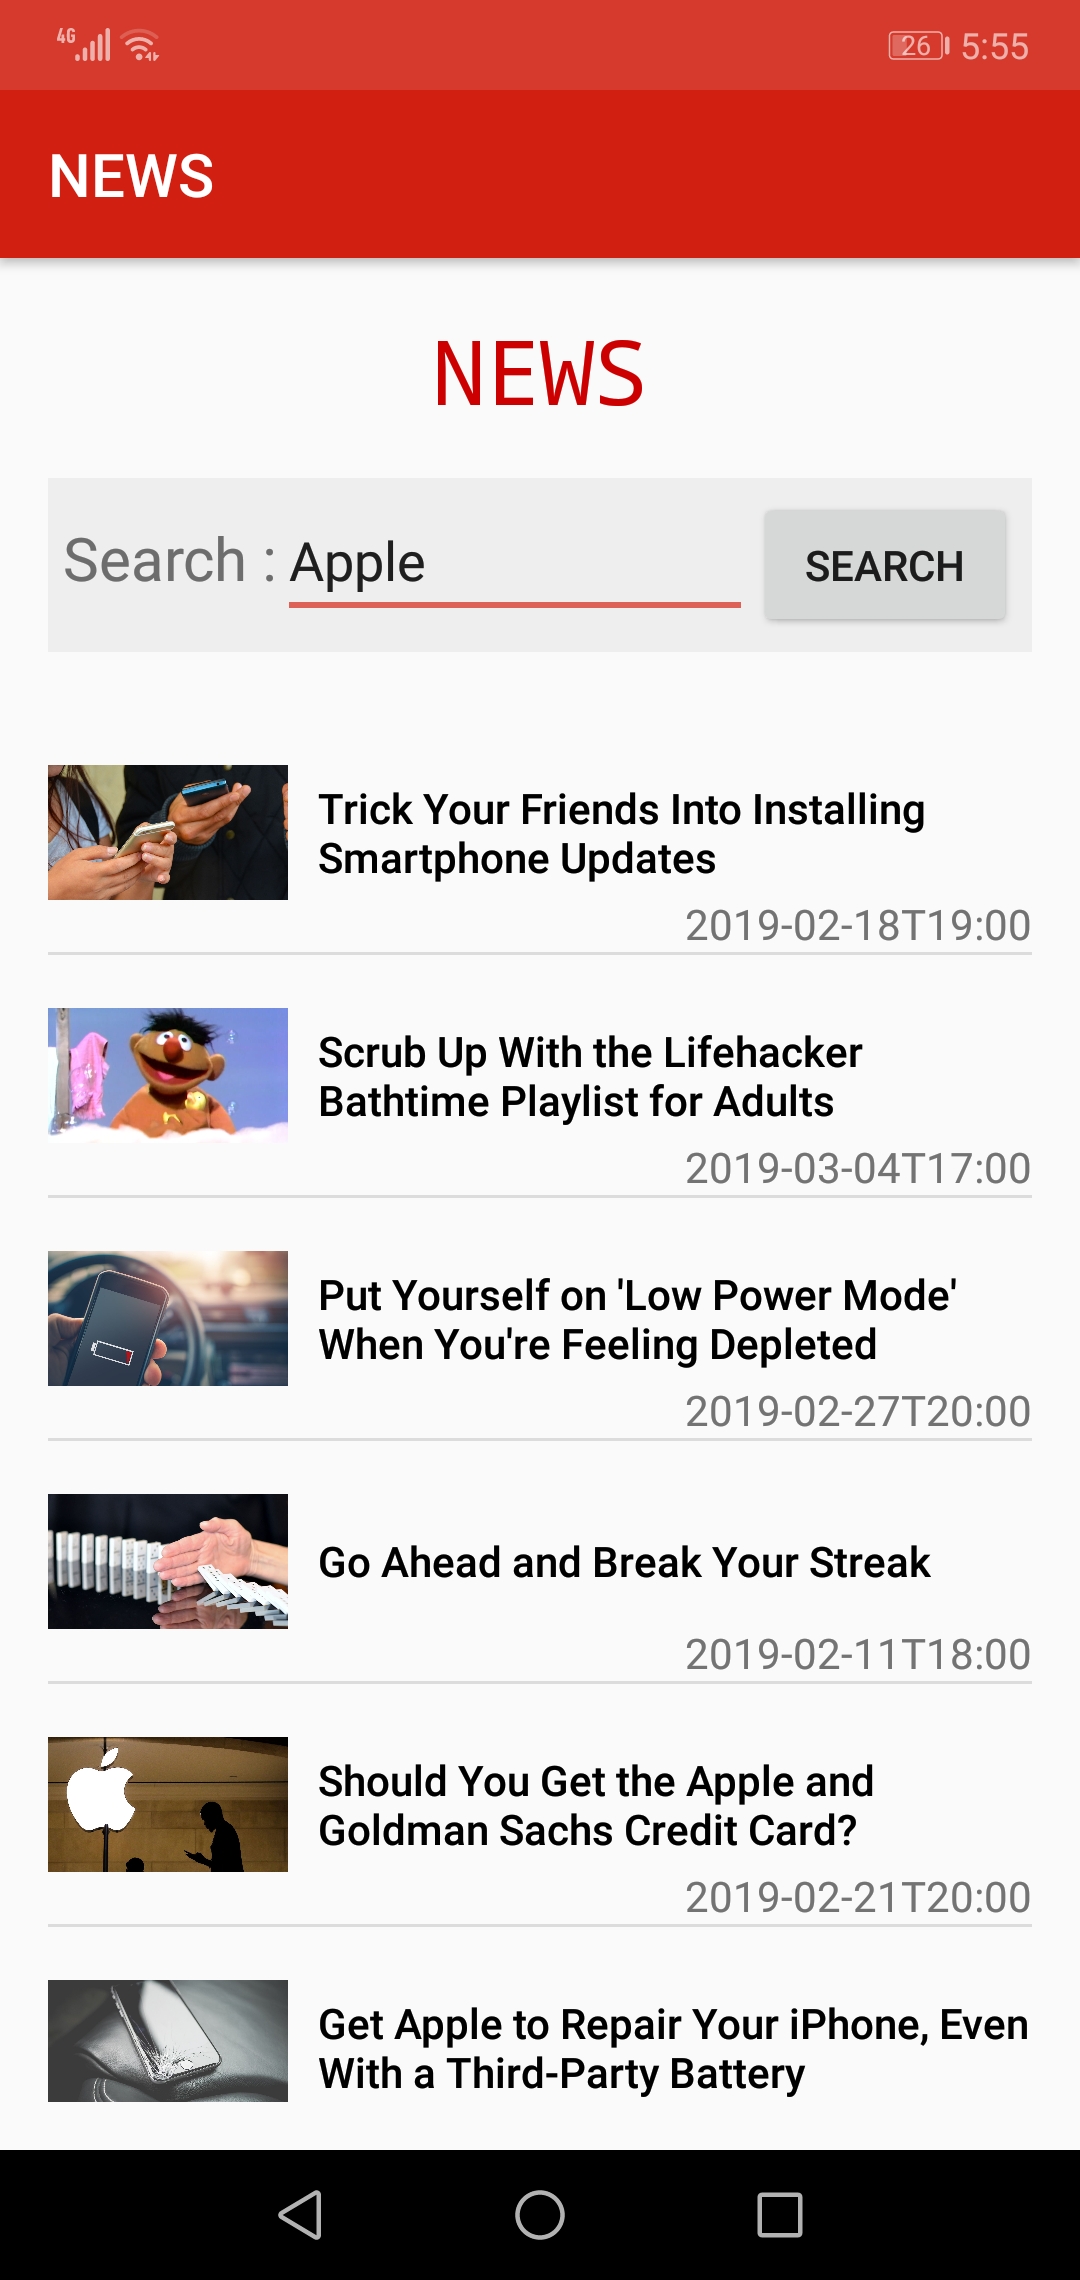 4G 26 5:55
NEWS
NEWS
Search : Apple SEARCH
Trick Your Friends Into Installing
Smartphone Updates
2019-02-18T19:00
Scrub Up With the Lifehacker
Bathtime Playlist for Adults
2019-03-04T17:00
Put Yourself on 'Low Power Mode'
When You're Feeling Depleted
2019-02-27T20:00
Go Ahead and Break Your Streak
2019-02-11T18:00
Should You Get the Apple and
Goldman Sachs Credit Card?
2019-02-21T20:00
Get Apple to Repair Your iPhone, Even
With a Third-Party Battery